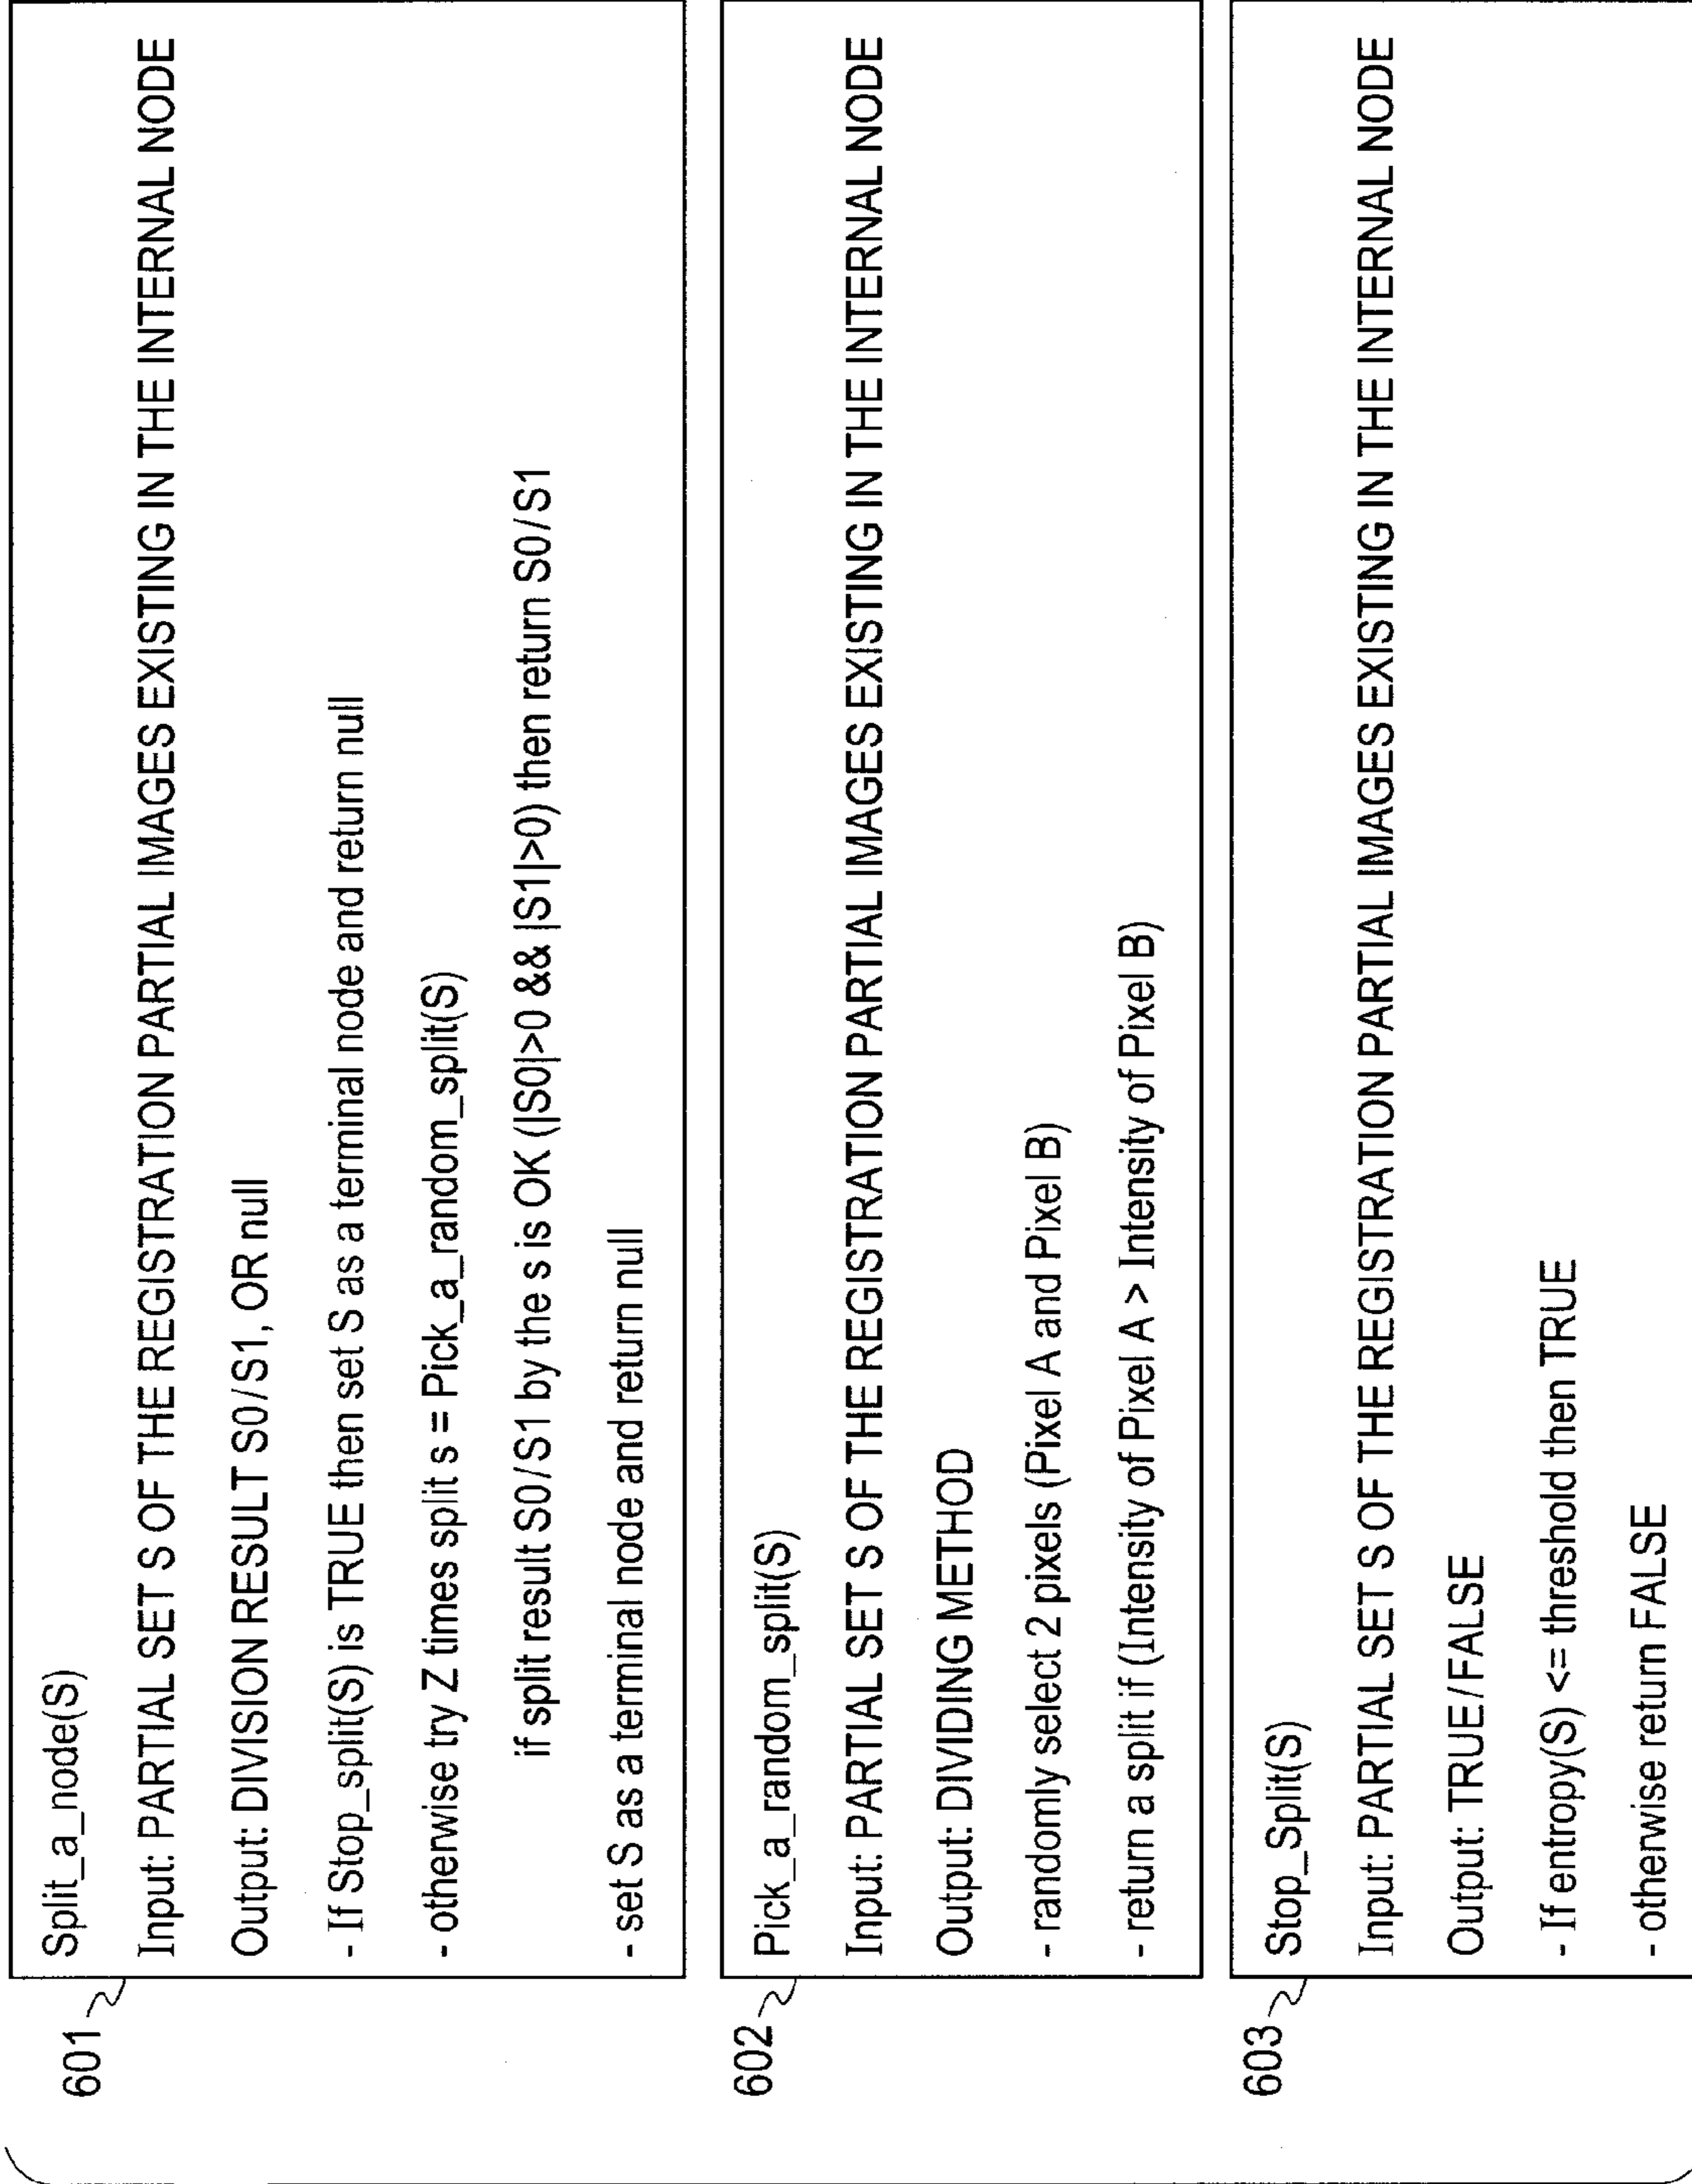 601
Split_a_node(S)
Input: PARTIAL SET S OF THE REGISTRATION PARTIAL IMAGES EXISTING IN THE INTERNAL NODE
Output: DIVISION RESULT S0/S1, OR null
- If Stop_split(S) is TRUE then set S as a terminal node and return null
- otherwise try Z times split s = Pick_a_random_split(S)
if split result S0/S1 by the s is OK (|S0|>0 && |S1|>0) then return S0/S1
- set S as a terminal node and return null
602
Pick_a_random_split(S)
Input: PARTIAL SET S OF THE REGISTRATION PARTIAL IMAGES EXISTING IN THE INTERNAL NODE
Output: DIVIDING METHOD
- randomly select 2 pixels (Pixel A and Pixel B)
- return a split if (Intensity of Pixel A > Intensity of Pixel B)
603
Stop_Split(S)
Input: PARTIAL SET S OF THE REGISTRATION PARTIAL IMAGES EXISTING IN THE INTERNAL NODE
Output: TRUE/FALSE
- If entropy(S) <= threshold then TRUE
- otherwise return FALSE